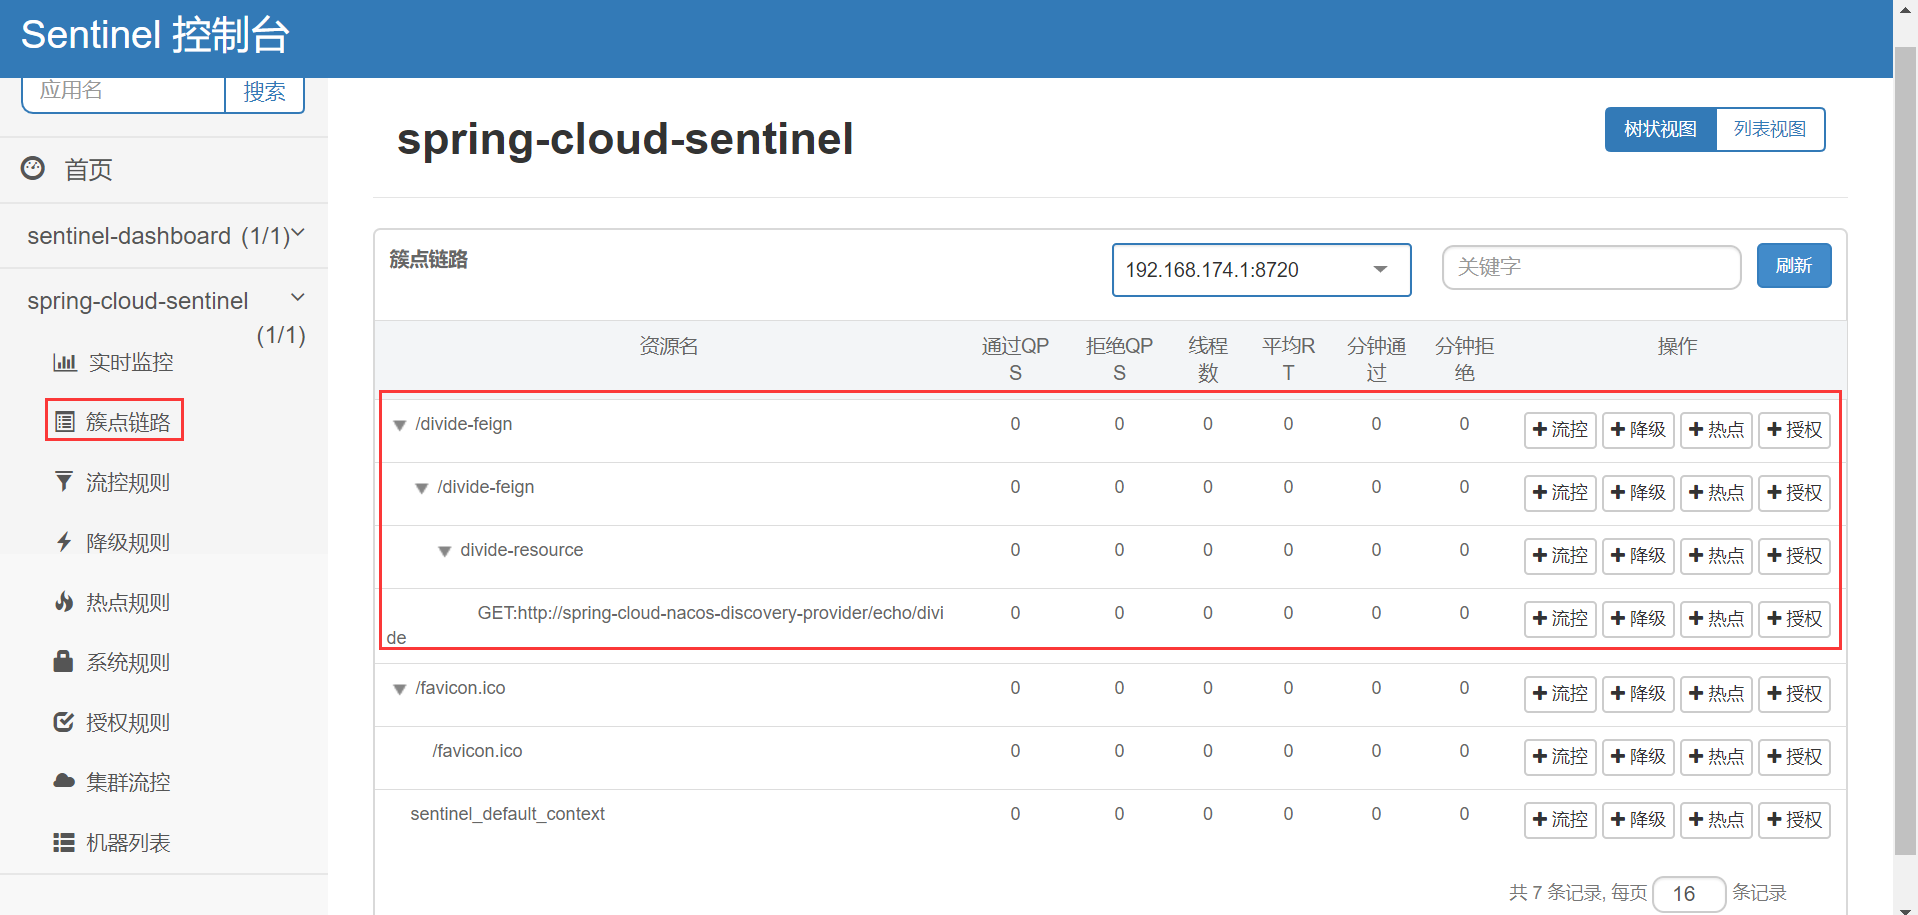 Sentinel 控制台
应用名
搜索
首页
sentinel-dashboard (1/1)
spring-cloud-sentinel
(1/1)
实时监控
簇点链路
流控规则
降级规则
热点规则
系统规则
授权规则
集群流控
机器列表
spring-cloud-sentinel
树状视图
列表视图
簇点链路
192.168.174.1:8720
关键字
刷新
资源名 通过QP 拒绝QP 线程 平均R 分钟通 分钟拒 操作
S S 数 T 过 绝
/divide-feign 0 0 0 0 0 0 流控 降级 热点 授权
/divide-feign 0 0 0 0 0 0 流控 降级 热点 授权
divide-resource 0 0 0 0 0 0 流控 降级 热点 授权
GET:http://spring-cloud-nacos-discovery-provider/echo/divi 0 0 0 0 0 0 流控 降级 热点 授权
de
/favicon.ico 0 0 0 0 0 0 流控 降级 热点 授权
/favicon.ico 0 0 0 0 0 0 流控 降级 热点 授权
sentinel_default_context 0 0 0 0 0 0 流控 降级 热点 授权
共 7 条记录, 每页 16 条记录